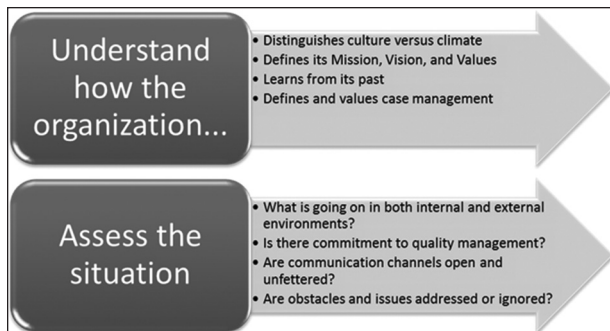 Understand
how the
organization...
• Distinguishes culture versus climate
• Defines its Mission, Vision, and Values
• Learns from its past
• Defines and values case management
Assess the
situation
• What is going on in both internal and external
environments?
• Is there commitment to quality management?
• Are communication channels open and
unfettered?
• Are obstacles and issues addressed or ignored?